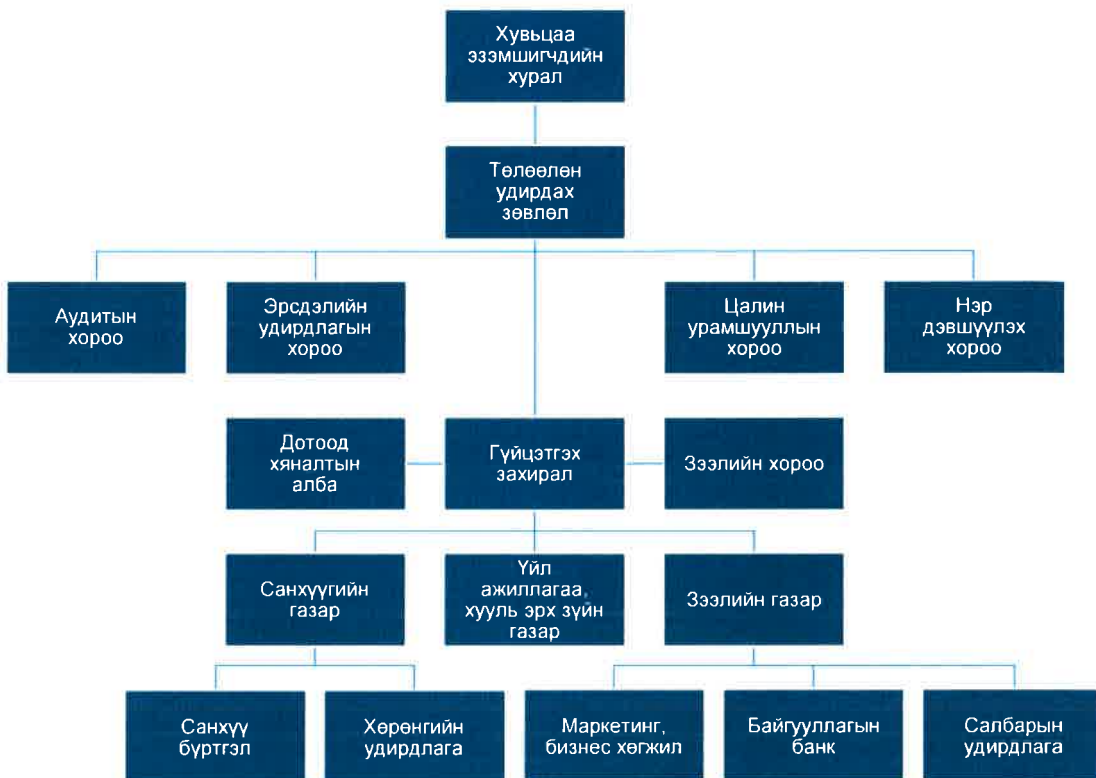 Хувьцаа
эзэмшигчдийн
хурал
Төлөөлөн
удирдах
зөвлөл
Аудитын
хороо
Эрсдэлийн
удирдлагын
хороо
Цалин
урамшууллын
хороо
Нэр
дэвшүүлэх
хороо
Дотоод
хяналтын
алба
Гүйцэтгэх
захирал
Зээлийн хороо
Санхүүгийн
газар
Үйл
ажиллагаа,
хууль эрх зүйн
газар
Зээлийн газар
Санхүү
бүртгэл
Хөрөнгийн
удирдлага
Маркетинг,
бизнес хөгжил
Байгууллагын
банк
Салбарын
удирдлага